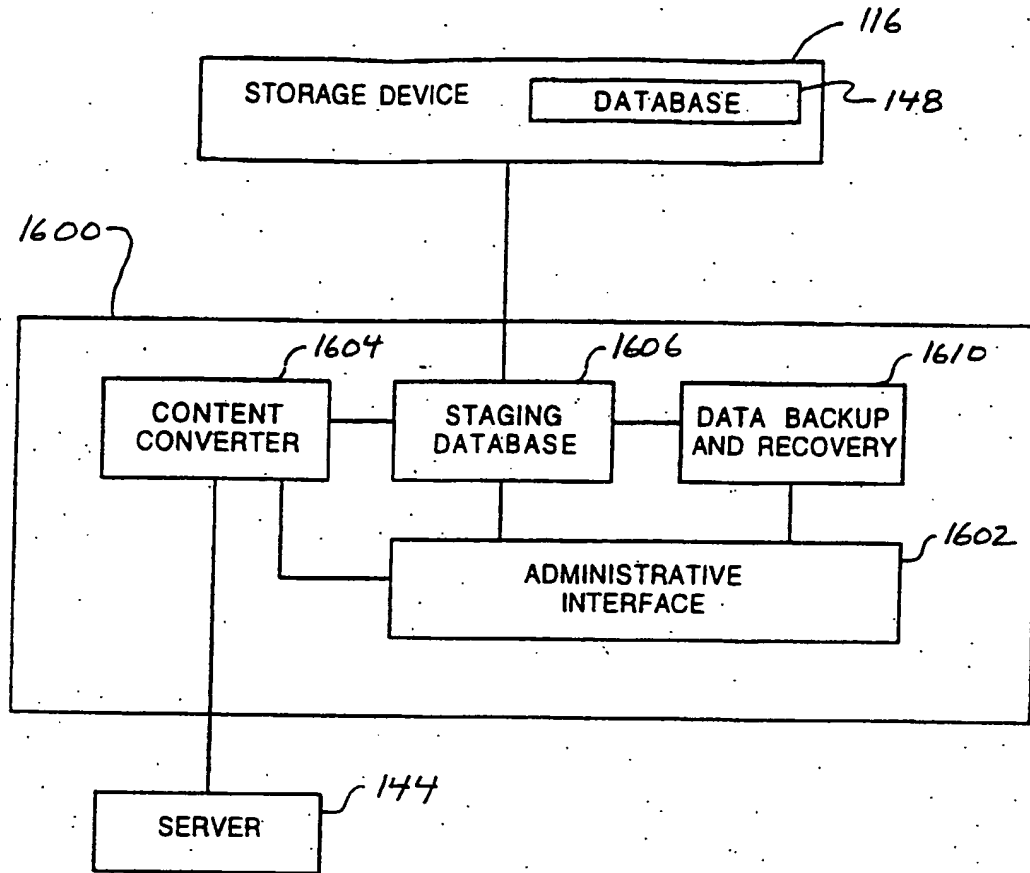 116
STORAGE DEVICE
DATABASE
148
1600
1604
1606
1610
CONTENT
CONVERTER
STAGING
DATABASE
DATA BACKUP
AND RECOVERY
1602
ADMINISTRATIVE
INTERFACE
144
SERVER